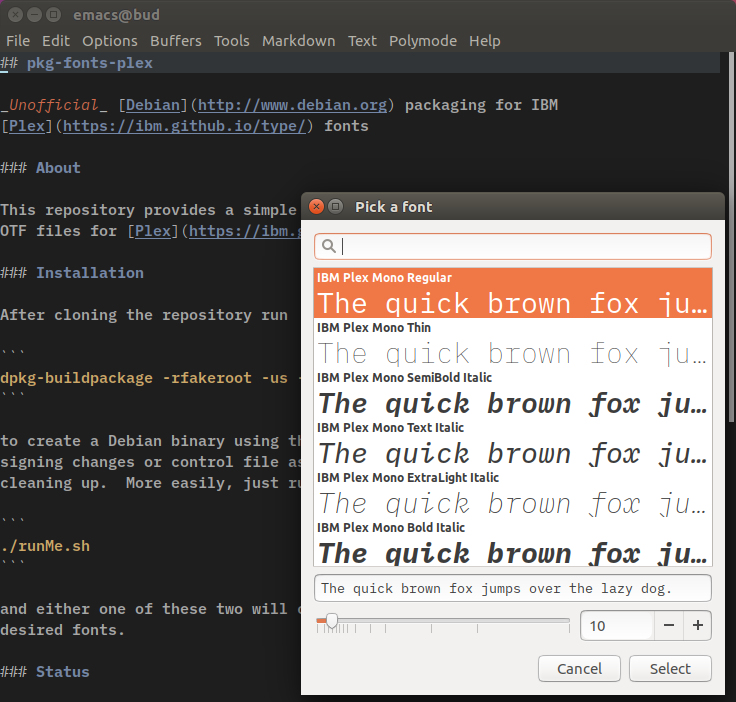 emacs@bud
File Edit Options Buffers Tools Markdown Text Polymode Help
## pkg-fonts-plex
_Unofficial_ [Debian](http://www.debian.org) packaging for IBM
[Plex](https://ibm.github.io/type/) fonts
### About
This repository provides a simple
OTF files for [Plex](https://ibm.g
### Installation
After cloning the repository run
```
dpkg-buildpackage -rfakeroot -us -
```
to create a Debian binary using th
signing changes or control file as
cleaning up.  More easily, just ru
```
./runMe.sh
```
and either one of these two will c
desired fonts.
### Status
Pick a font
IBM Plex Mono Regular
The quick brown fox ju…
IBM Plex Mono Thin
The quick brown fox ju…
IBM Plex Mono SemiBold Italic
The quick brown fox ju…
IBM Plex Mono Text Italic
The quick brown fox ju…
IBM Plex Mono ExtraLight Italic
The quick brown fox ju…
IBM Plex Mono Bold Italic
The quick brown fox ju…
The quick brown fox jumps over the lazy dog.
10 − +
Cancel Select